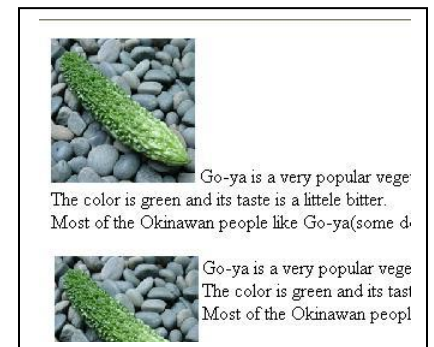 Go-ya is a very popular vege
The color is green and its taste is a littele bitter.
Most of the Okinawan people like Go-ya(some d
Go-ya is a very popular vege
The color is green and its tast
Most of the Okinawan peopl